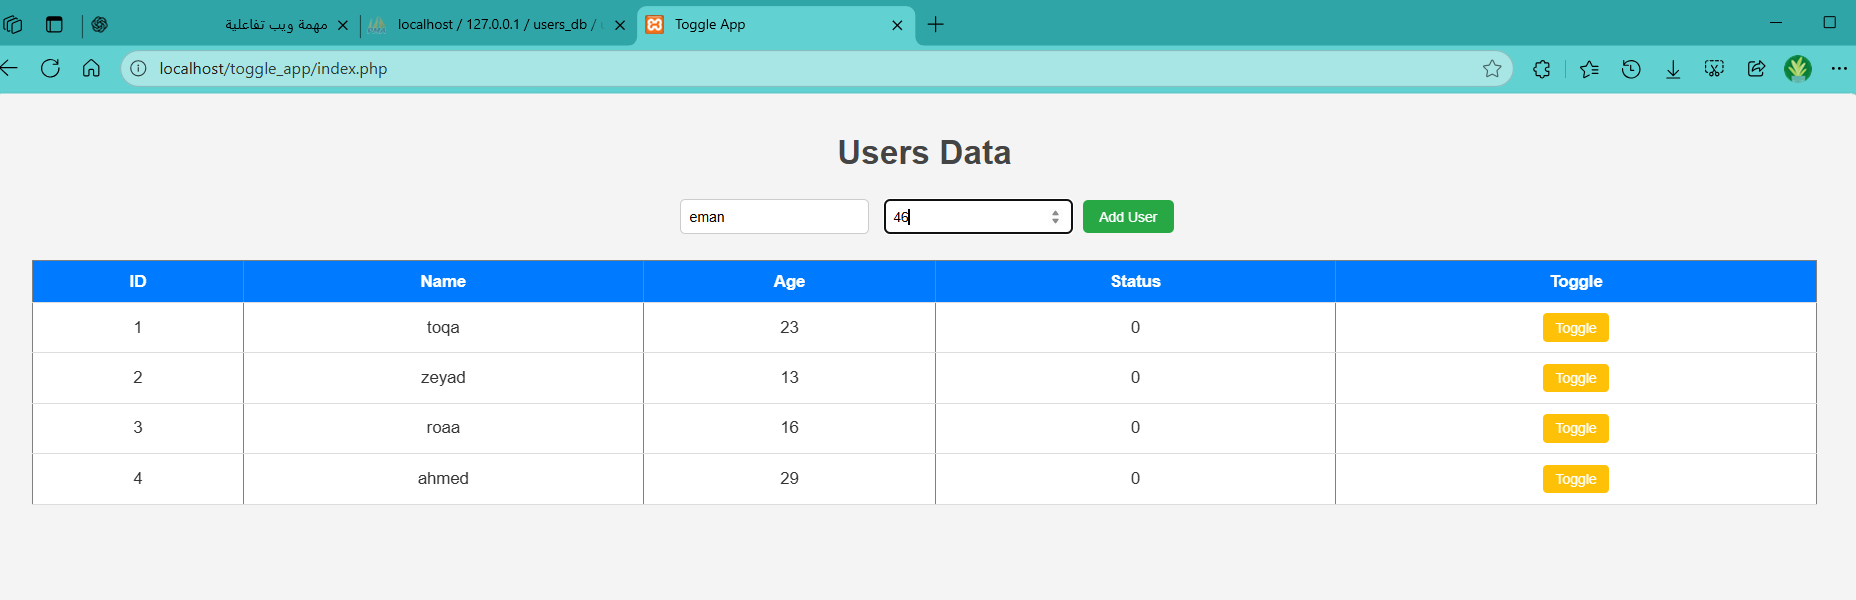 مهمة ويب تفاعلية
localhost / 127.0.0.1 / users_db /
Toggle App
localhost/toggle_app/index.php
Users Data
eman 46 Add User
ID Name Age Status Toggle
1 toqa 23 0 Toggle
2 zeyad 13 0 Toggle
3 roaa 16 0 Toggle
4 ahmed 29 0 Toggle